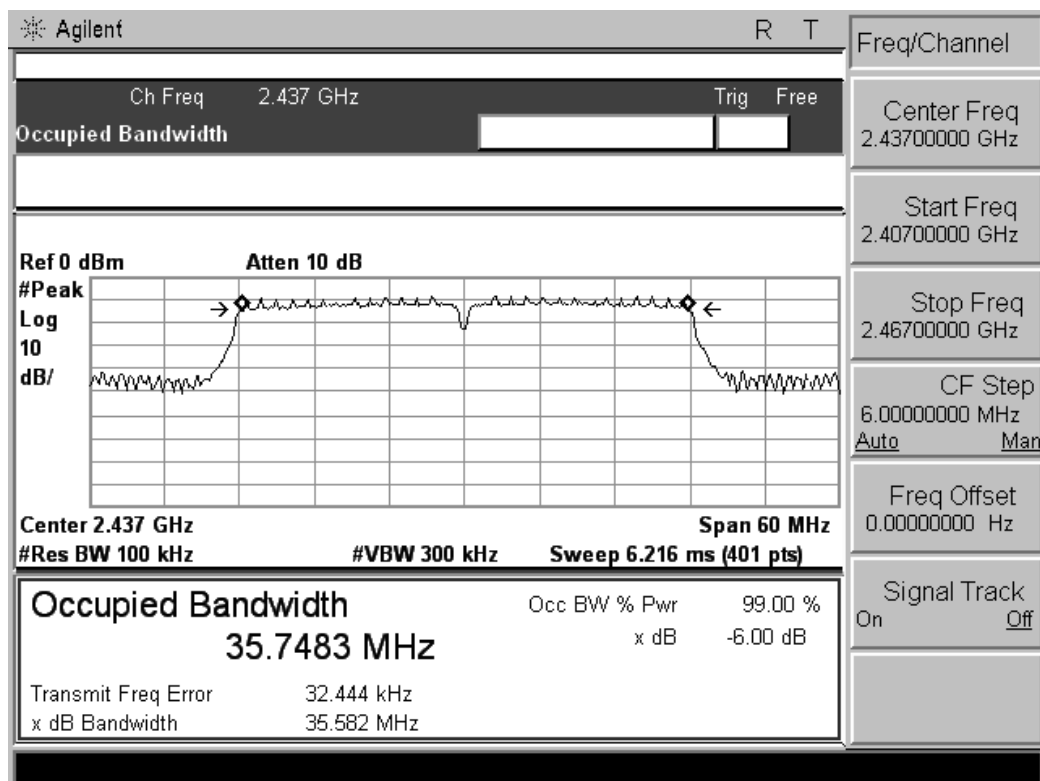 Agilent R T
Ch Freq 2.437 GHz Trig Free
Occupied Bandwidth
Ref 0 dBm Atten 10 dB
#Peak
Log
10
dB/
Center 2.437 GHz Span 60 MHz
#Res BW 100 kHz #VBW 300 kHz Sweep 6.216 ms (401 pts)
Occupied Bandwidth
35.7483 MHz
Occ BW % Pwr 99.00 %
x dB -6.00 dB
Transmit Freq Error 32.444 kHz
x dB Bandwidth 35.582 MHz
Freq/Channel
Center Freq
2.43700000 GHz
Start Freq
2.40700000 GHz
Stop Freq
2.46700000 GHz
CF Step
6.00000000 MHz
Auto Man
Freq Offset
0.00000000 Hz
Signal Track
On Off